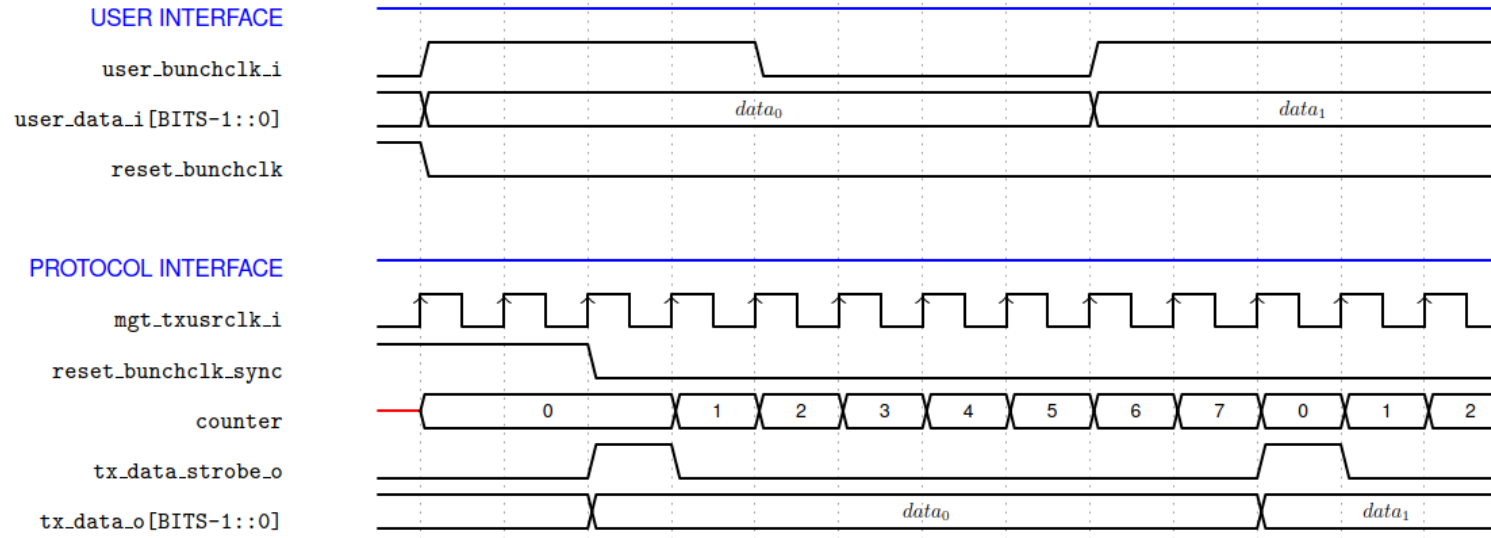 USER INTERFACE
user_bunchclk_i
user_data_i[BITS-1::0] data₀ data₁
reset_bunchclk
PROTOCOL INTERFACE
mgt_txusrclk_i
reset_bunchclk_sync
counter 0 1 2 3 4 5 6 7 0 1 2
tx_data_strobe_o
tx_data_o[BITS-1::0] data₀ data₁